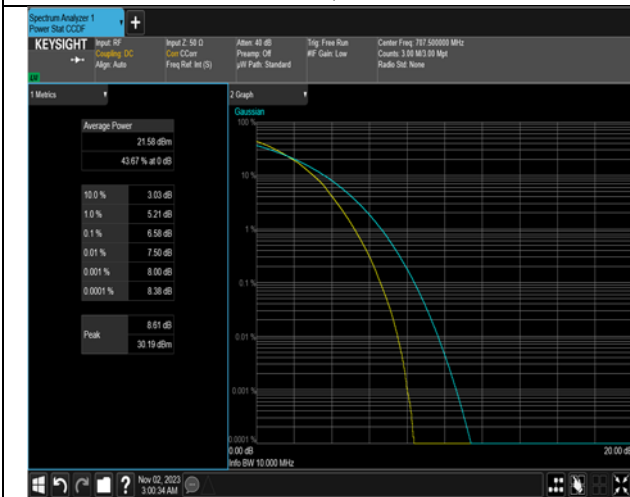 Spectrum Analyzer 1
Power Stat CCDF
KEYSIGHT
Input: RF
Coupling: DC
Align: Auto
Input Z: 50 Ω
Corr CCorr
Freq Ref: Int (S)
Atten: 40 dB
Preamp: Off
µW Path: Standard
Trig: Free Run
#IF Gain: Low
Center Freq: 707.500000 MHz
Counts: 3.00 M/3.00 Mpt
Radio Std: None
1 Metrics
Average Power
21.58 dBm
43.67 % at 0 dB
10.0 % 3.03 dB
1.0 % 5.21 dB
0.1 % 6.58 dB
0.01 % 7.50 dB
0.001 % 8.00 dB
0.0001 % 8.38 dB
Peak
8.61 dB
30.19 dBm
2 Graph
Gaussian
100 %
10 %
1 %
0.1 %
0.01 %
0.001 %
0.0001 %
0.00 dB
20.00 dB
Info BW 10.000 MHz
?
Nov 02, 2023
3:00:34 AM